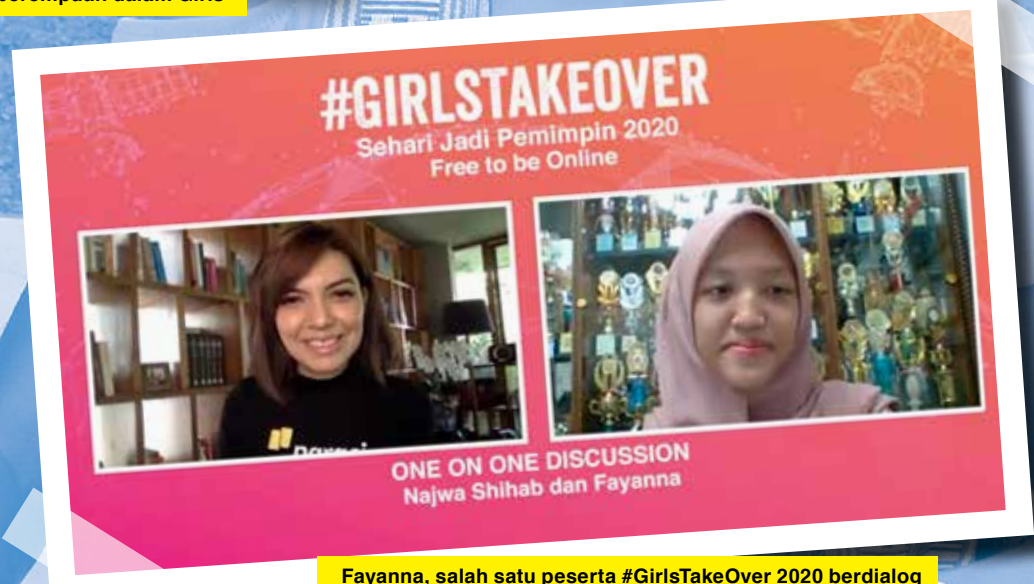 #GIRLSTAKEOVER
Sehari Jadi Pemimpin 2020
Free to be Online
ONE ON ONE DISCUSSION
Najwa Shihab dan Fayanna
Fayanna, salah satu peserta #GirlsTakeOver 2020 berdialog